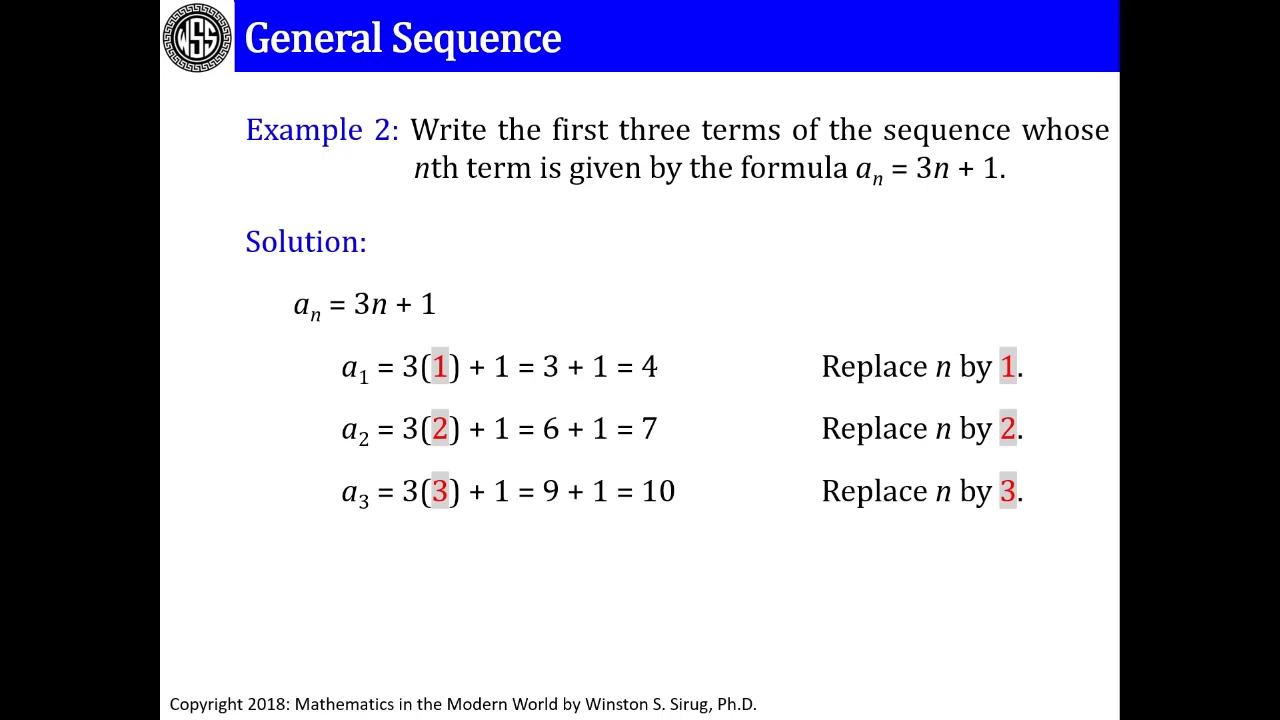 WSS
General Sequence
Example 2: Write the first three terms of the sequence whose
nth term is given by the formula aₙ = 3n + 1.
Solution:
aₙ = 3n + 1
a₁ = 3(1) + 1 = 3 + 1 = 4 Replace n by 1.
a₂ = 3(2) + 1 = 6 + 1 = 7 Replace n by 2.
a₃ = 3(3) + 1 = 9 + 1 = 10 Replace n by 3.
Copyright 2018: Mathematics in the Modern World by Winston S. Sirug, Ph.D.